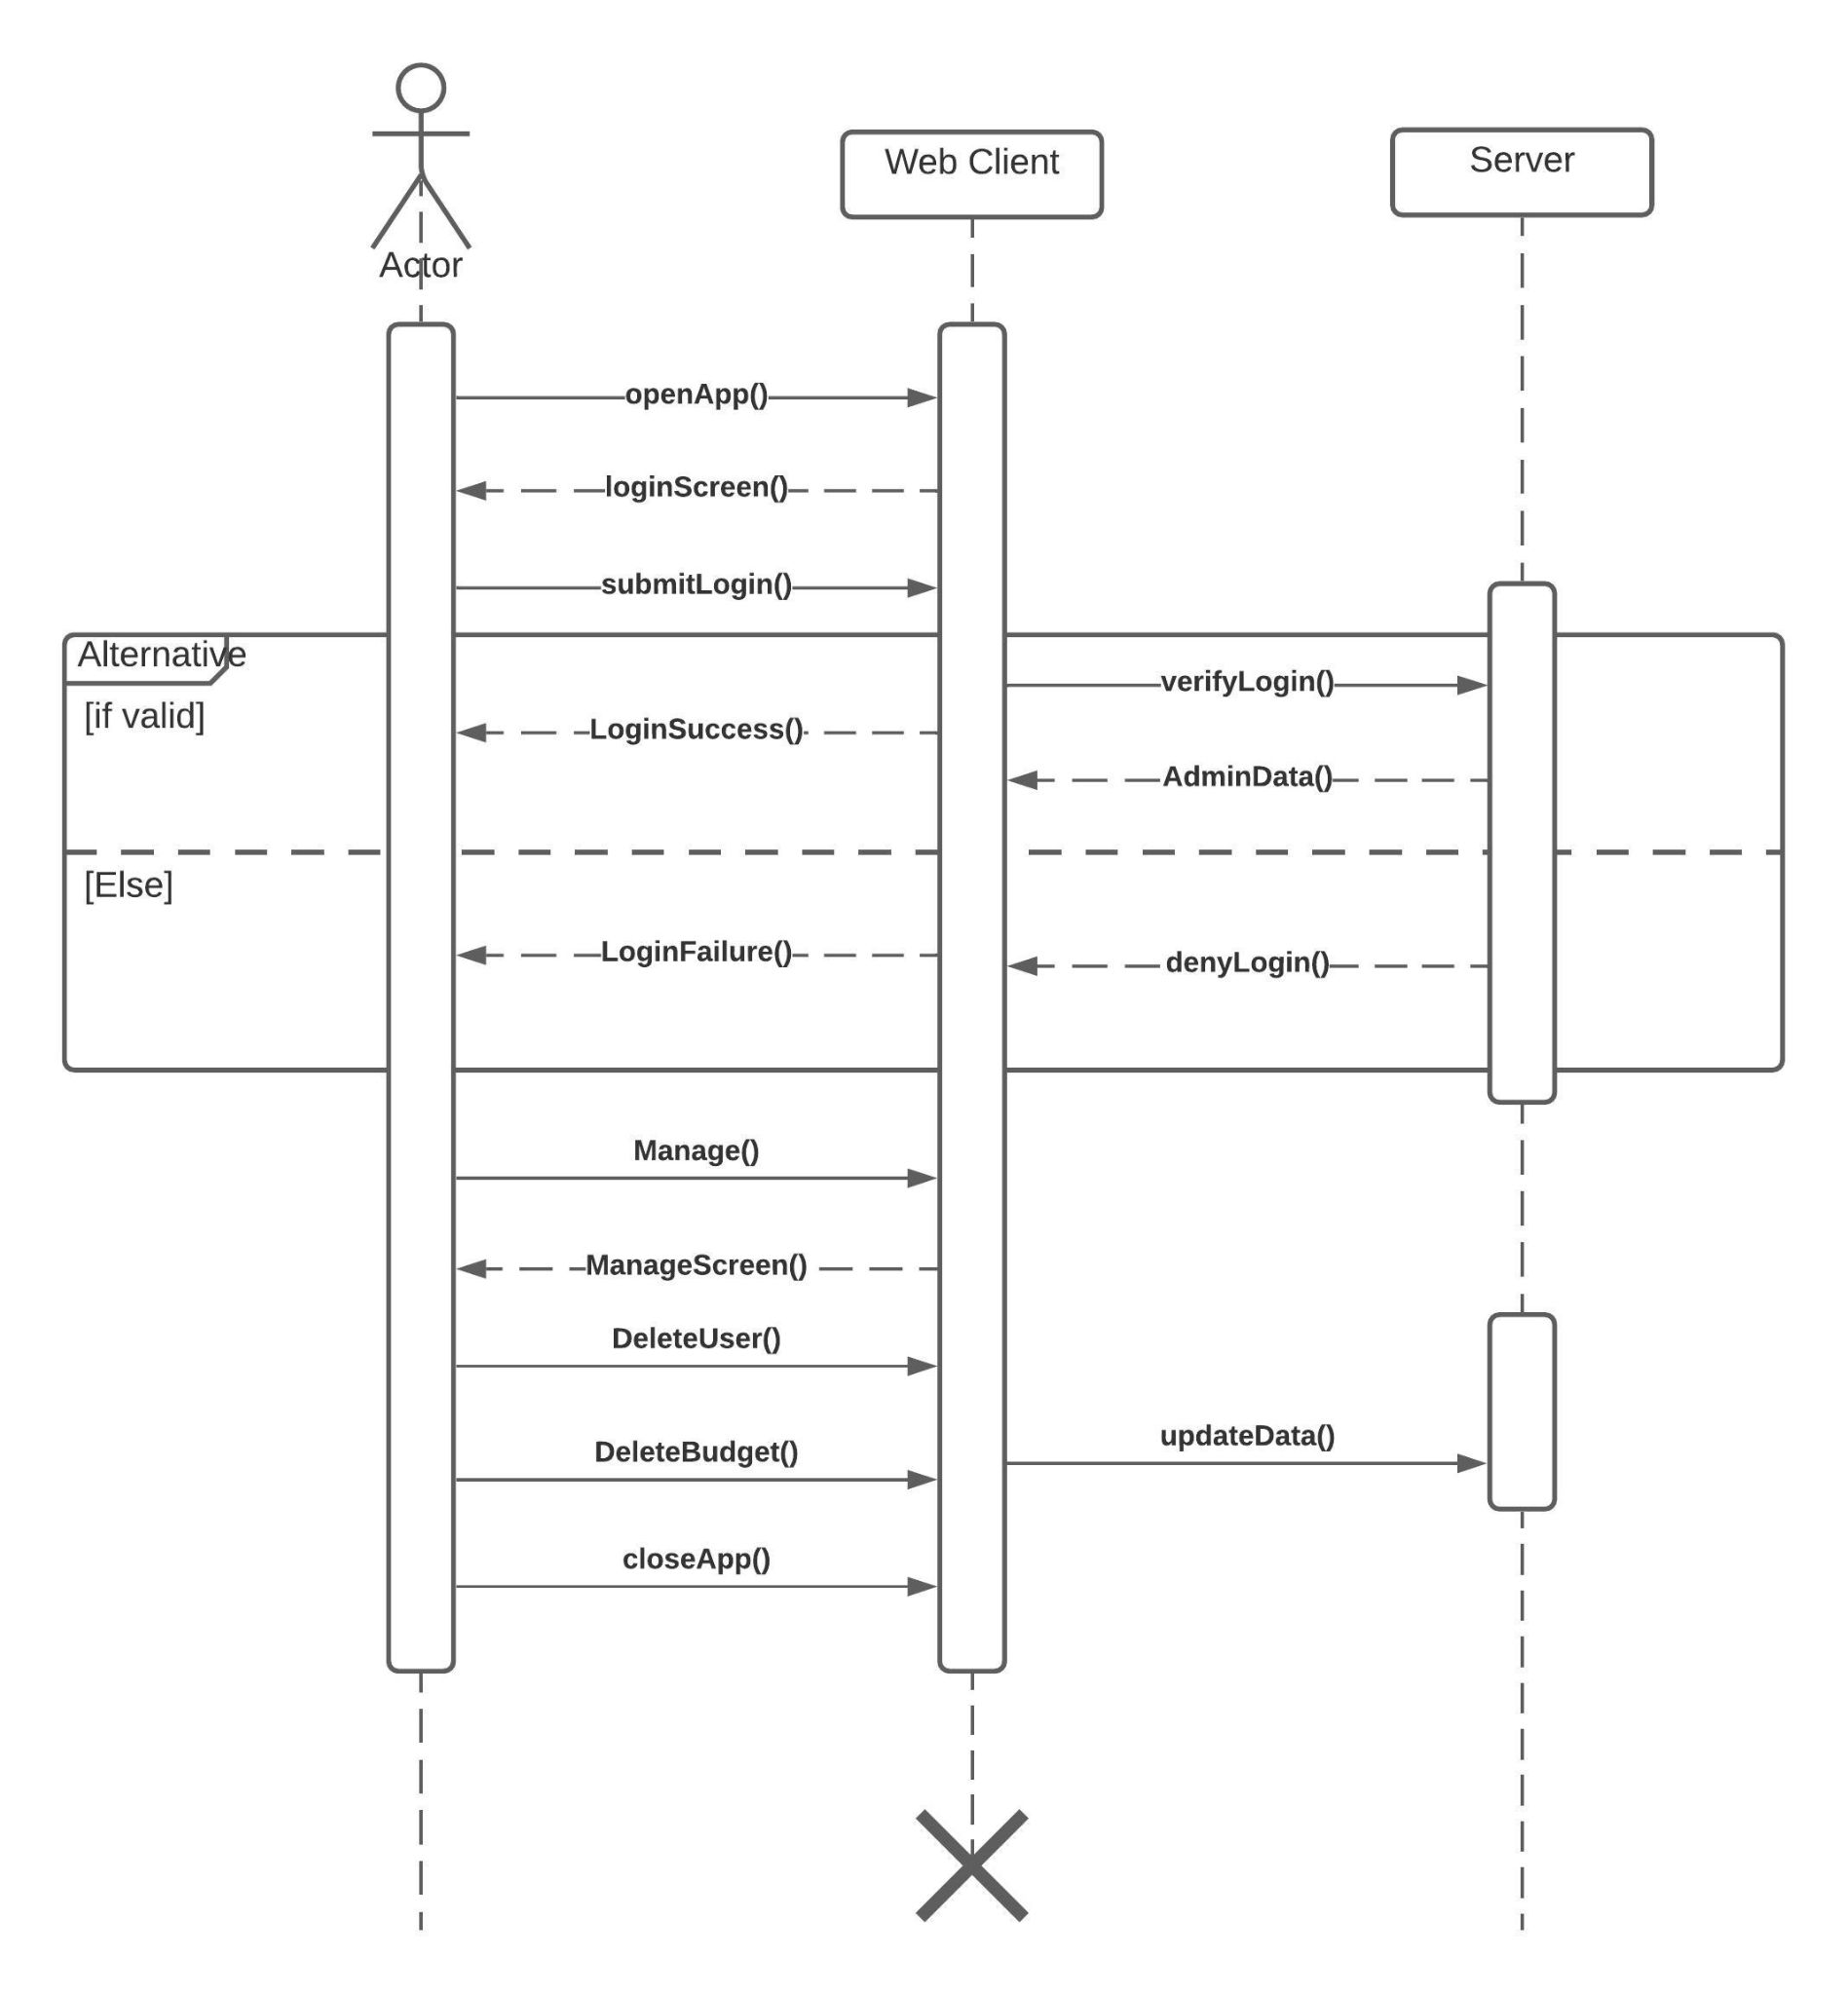 Actor
Web Client
Server
openApp()
loginScreen()
submitLogin()
Alternative
[if valid]
verifyLogin()
LoginSuccess()
AdminData()
[Else]
LoginFailure()
denyLogin()
Manage()
ManageScreen()
DeleteUser()
updateData()
DeleteBudget()
closeApp()